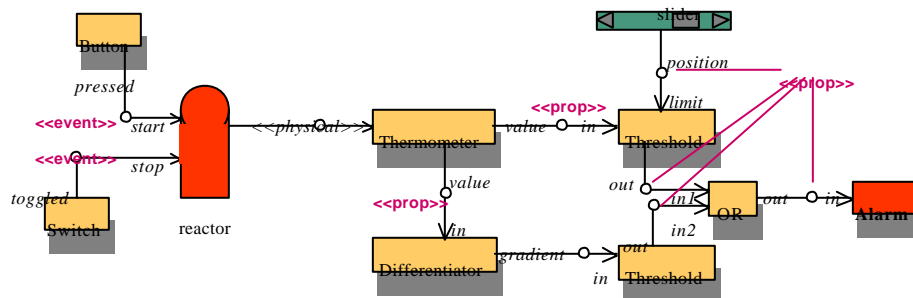 slider
Button
position
pressed
<<prop>>
<<prop>>
limit
<<event>>
start
<<physical>>
value
in
Thermometer
Threshold
<<event>>
stop
value
out
toggled
<<prop>>
in1
OR
out
in
Alarm
Switch
reactor
in
in2
out
Differentiator
gradient
in
Threshold